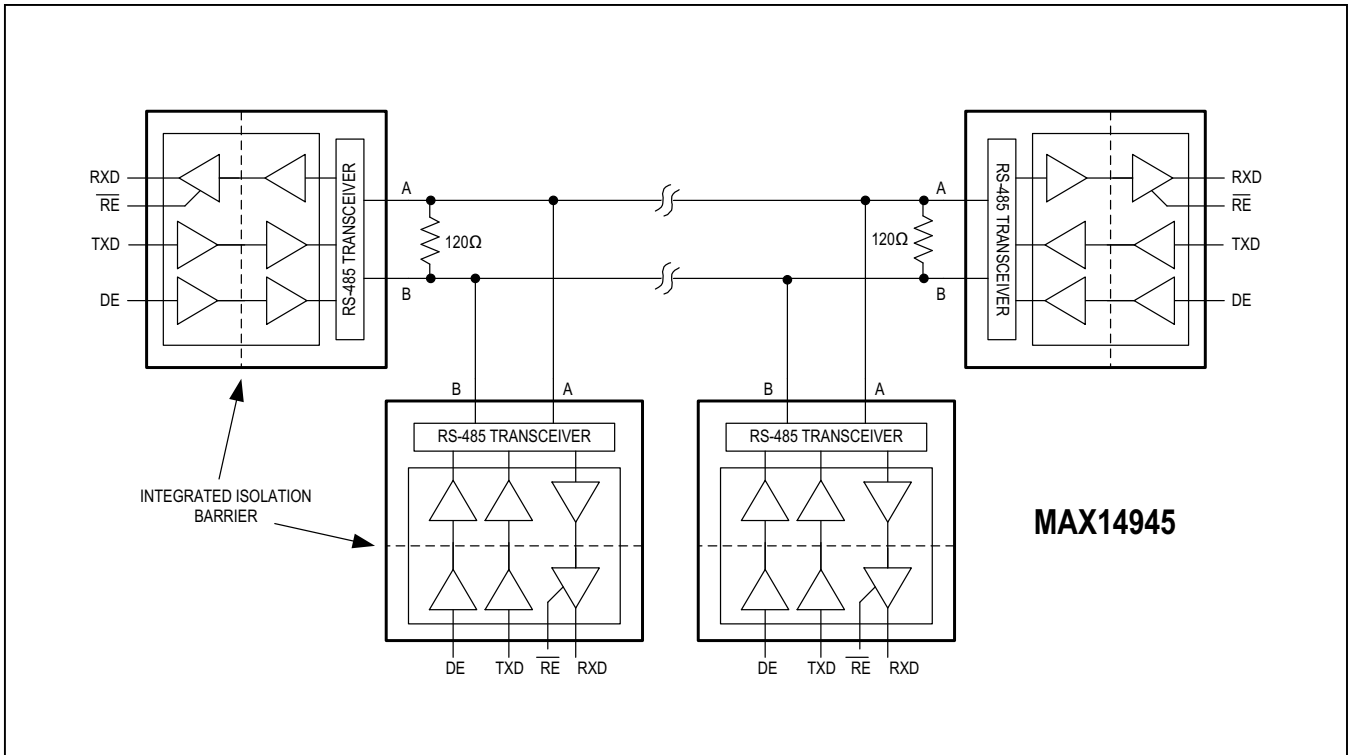 RXD
RE
TXD
DE
RS-485 TRANSCEIVER
A
B
120Ω
A
B
120Ω
RS-485 TRANSCEIVER
RXD
RE
TXD
DE
INTEGRATED ISOLATION
BARRIER
B
A
RS-485 TRANSCEIVER
DE
TXD
RE
RXD
B
A
RS-485 TRANSCEIVER
DE
TXD
RE
RXD
MAX14945